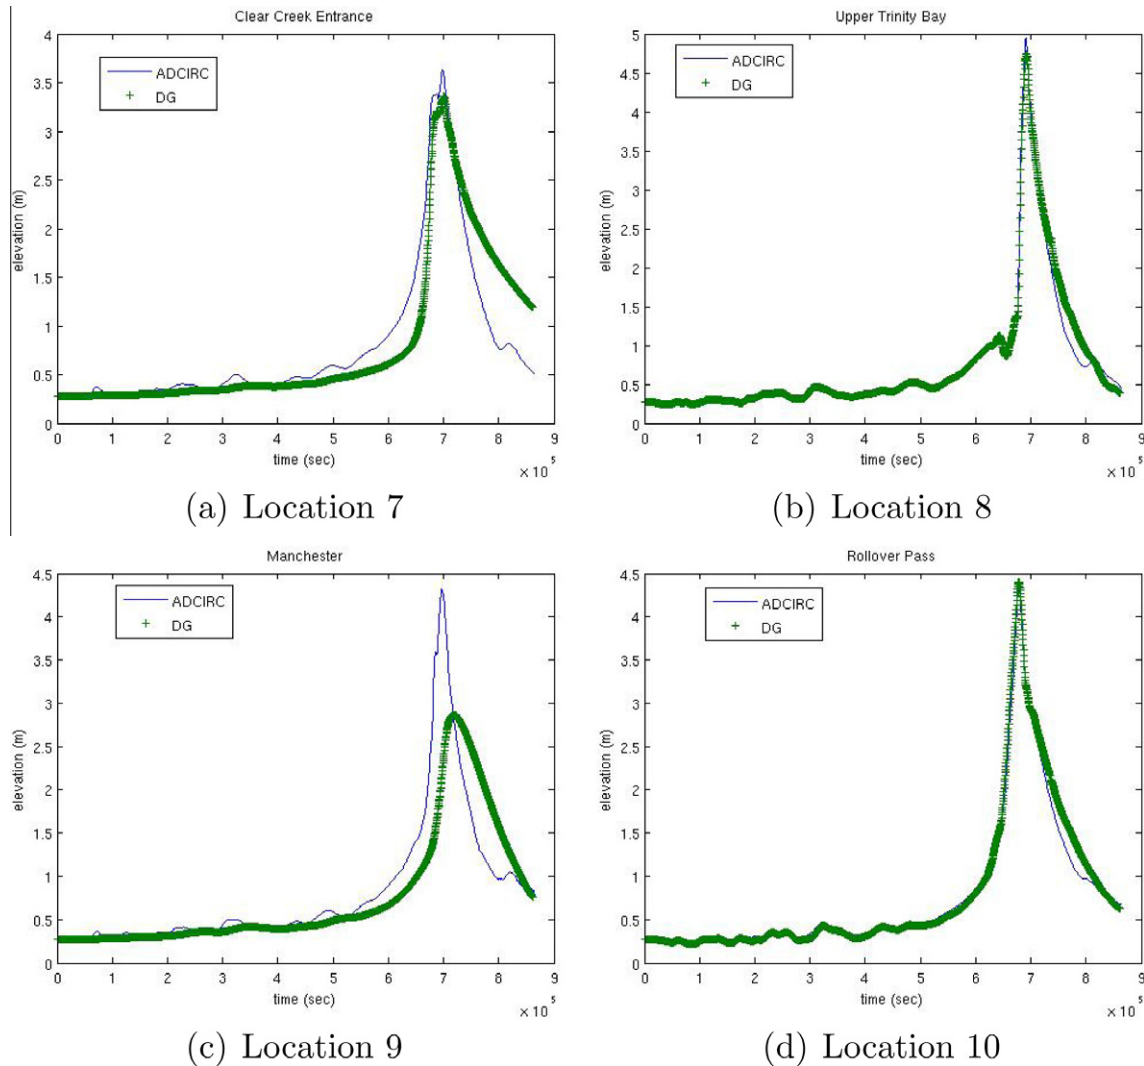 Clear Creek Entrance
4
3.5
3
2.5
2
1.5
1
0.5
0
elevation (m)
ADCIRC
DG
0 1 2 3 4 5 6 7 8 9
time (sec)
× 10 5
(a) Location 7
Upper Trinity Bay
5
4.5
4
3.5
3
2.5
2
1.5
1
0.5
0
elevation (m)
ADCIRC
DG
0 1 2 3 4 5 6 7 8 9
time (sec)
× 10 5
(b) Location 8
Manchester
4.5
4
3.5
3
2.5
2
1.5
1
0.5
0
elevation (m)
ADCIRC
DG
0 1 2 3 4 5 6 7 8 9
time (sec)
× 10 5
(c) Location 9
Rollover Pass
4.5
4
3.5
3
2.5
2
1.5
1
0.5
0
elevation (m)
ADCIRC
DG
0 1 2 3 4 5 6 7 8 9
time (sec)
× 10 5
(d) Location 10